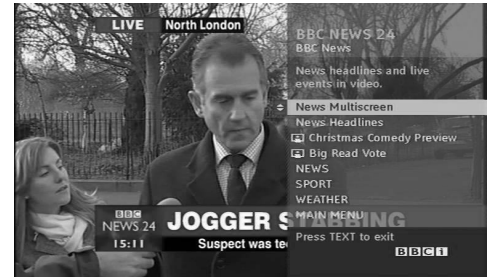 LIVE North London
BBC NEWS 24
BBC News
News headlines and live
events in video.
News Multiscreen
News Headlines
Christmas Comedy Preview
Big Read Vote
NEWS
SPORT
WEATHER
MAIN MENU
Press TEXT to exit
BBCi
BBC
NEWS 24
15:11
JOGGER STABBING
Suspect was